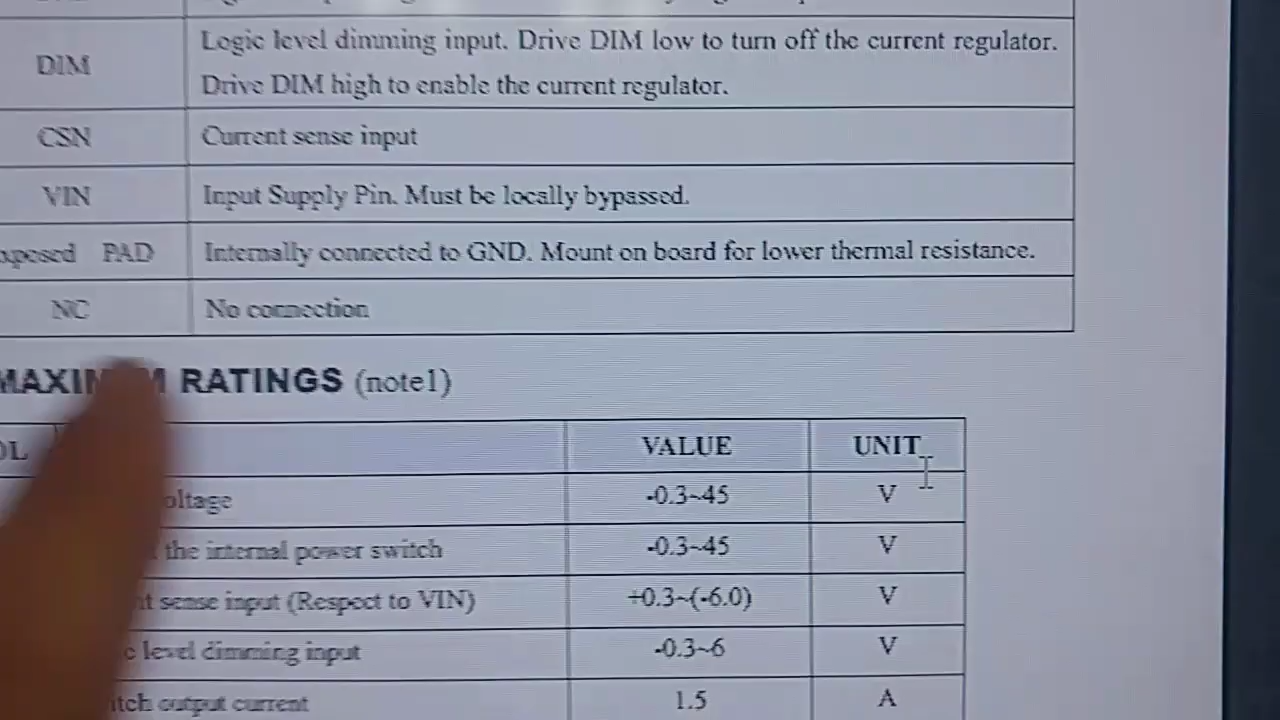 DIM
Logic level dimming input. Drive DIM low to turn off the current regulator.
Drive DIM high to enable the current regulator.
CSN Current sense input
VIN Input Supply Pin. Must be locally bypassed.
xposed PAD Internally connected to GND. Mount on board for lower thermal resistance.
NC No connection
RATINGS (note1)
OL VALUE UNIT
oltage -0.3~45 V
the internal power switch -0.3~45 V
sense input (Respect to VIN) +0.3~(-6.0) V
c level dimming input -0.3~6 V
itch output current 1.5 A